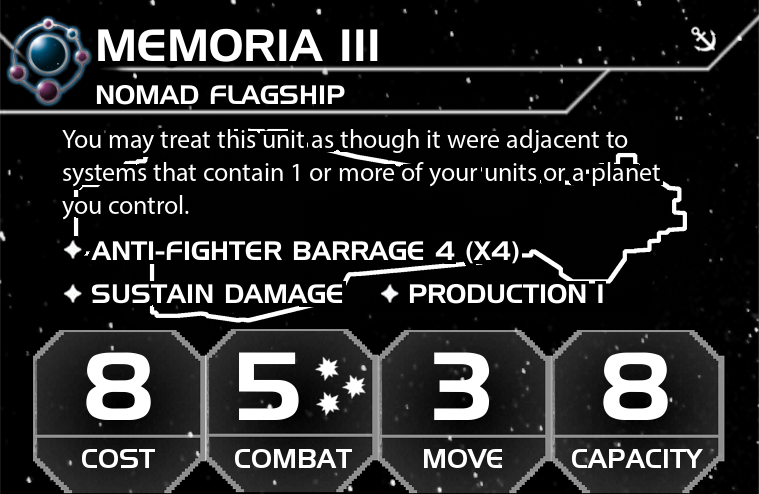 MEMORIA III
NOMAD FLAGSHIP
You may treat this unit as though it were adjacent to
systems that contain 1 or more of your units or a planet
you control.
ANTI-FIGHTER BARRAGE 4 (X4)
SUSTAIN DAMAGE PRODUCTION 1
8 5 3 8
COST COMBAT MOVE CAPACITY